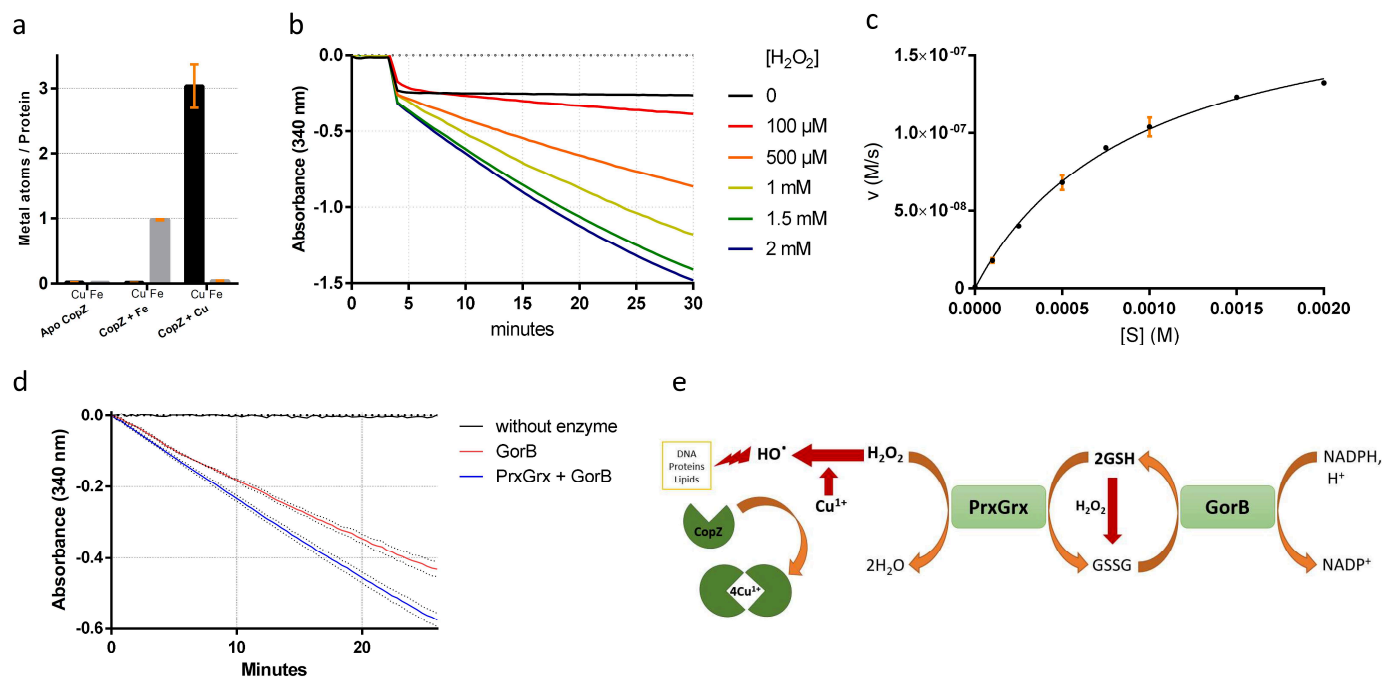 a
Metal atoms / Protein
3
2
1
0
Cu Fe
Cu Fe
Cu Fe
Apo CopZ
CopZ + Fe
CopZ + Cu
b
Absorbance (340 nm)
0.0
-0.5
-1.0
-1.5
0 5 10 15 20 25 30
minutes
[H₂O₂]
0
100 µM
500 µM
1 mM
1.5 mM
2 mM
c
v (M/s)
1.5×10⁻⁰⁷
1.0×10⁻⁰⁷
5.0×10⁻⁰⁸
0
0.0000 0.0005 0.0010 0.0015 0.0020
[S] (M)
d
Absorbance (340 nm)
0.0
-0.2
-0.4
-0.6
0 10 20
Minutes
without enzyme
GorB
PrxGrx + GorB
e
DNA
Proteins
Lipids
HO•
H₂O₂
Cu¹⁺
CopZ
4Cu¹⁺
2H₂O
PrxGrx
2GSH
H₂O₂
GSSG
GorB
NADPH,
H⁺
NADP⁺